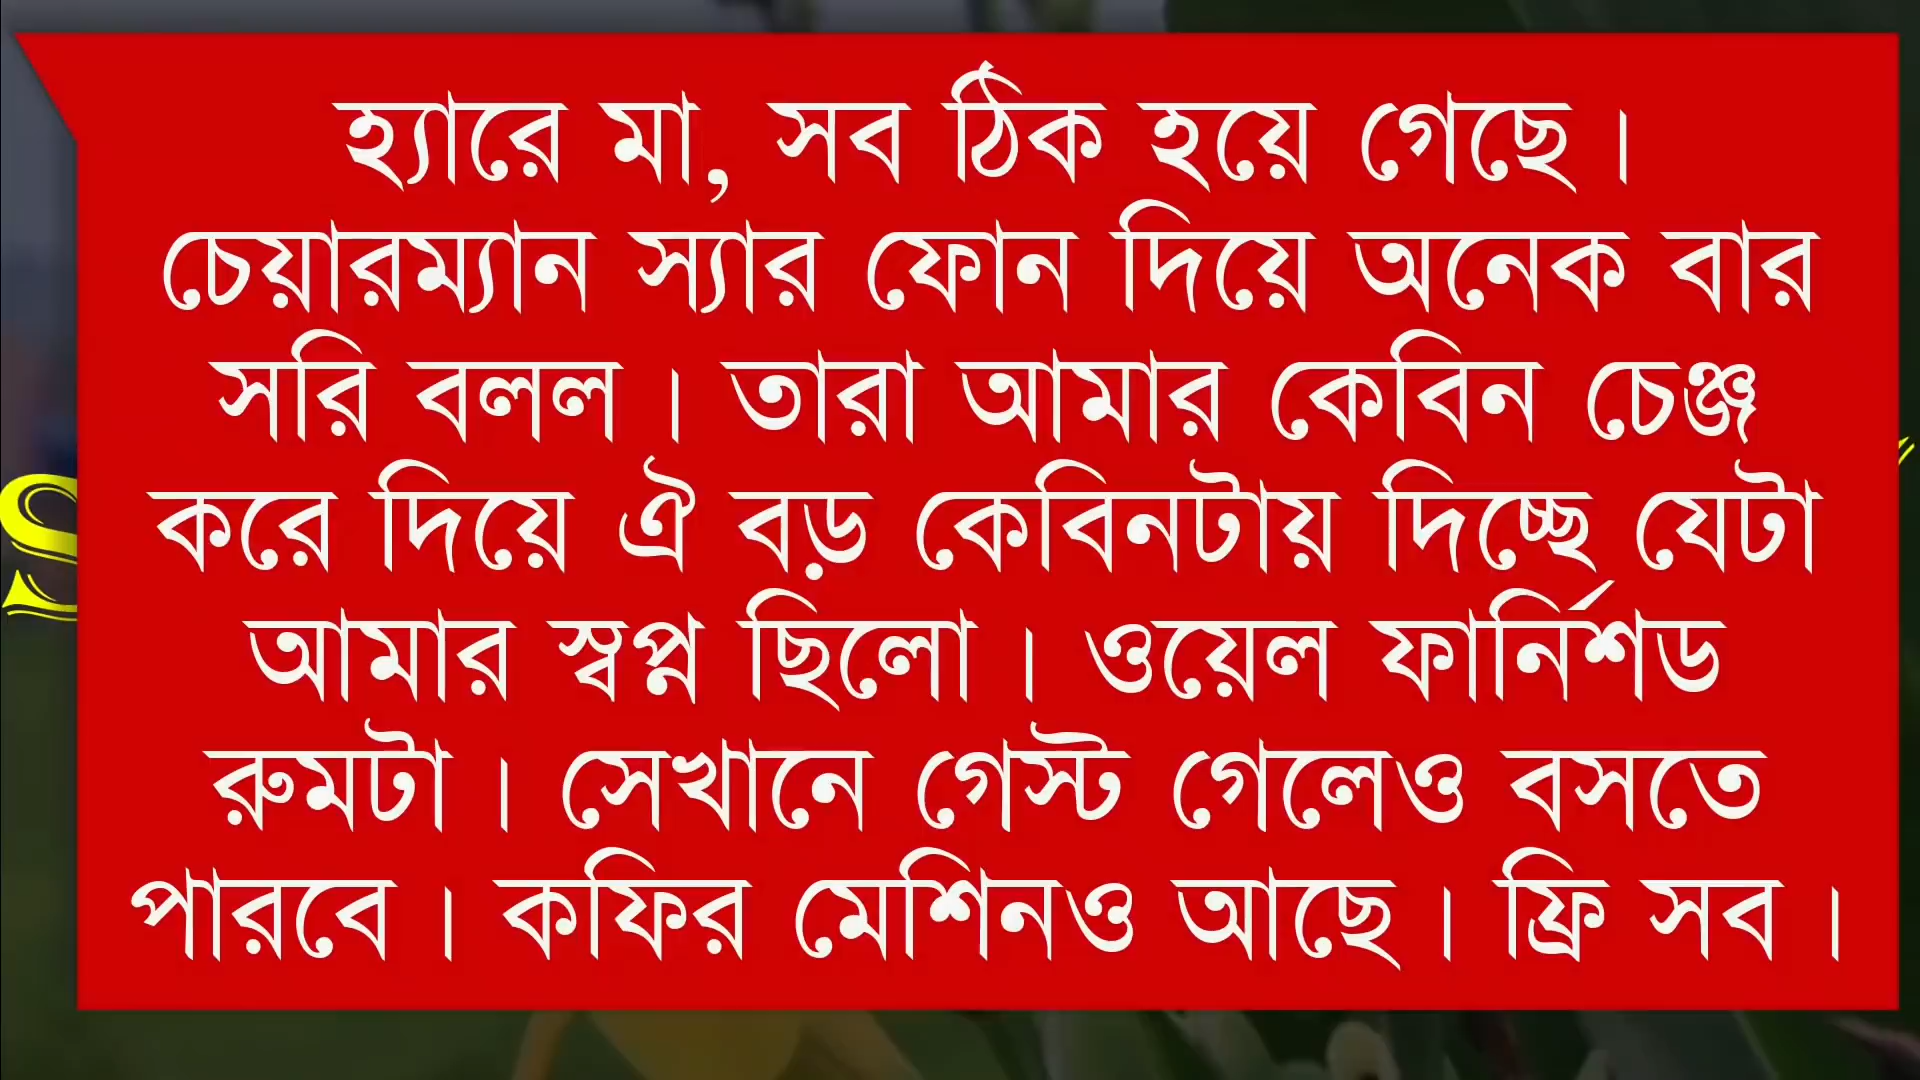 হ্যারে মা, সব ঠিক হয়ে গেছে।
চেয়ারম্যান স্যার ফোন দিয়ে অনেক বার
সরি বলল। তারা আমার কেবিন চেঞ্জ
করে দিয়ে ঐ বড় কেবিনটায় দিচ্ছে যেটা
আমার স্বপ্ন ছিলো। ওয়েল ফার্নিশড
রুমটা। সেখানে গেস্ট গেলেও বসতে
পারবে। কফির মেশিনও আছে। ফ্রি সব।